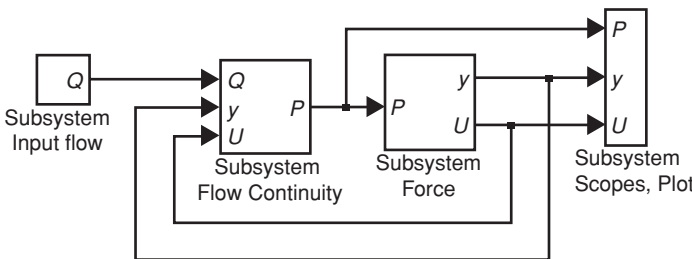 P
Q
Q
y
y
y
P
P
U
U
U
Subsystem
Input flow
Subsystem
Flow Continuity
Subsystem
Force
Subsystem
Scopes, Plot